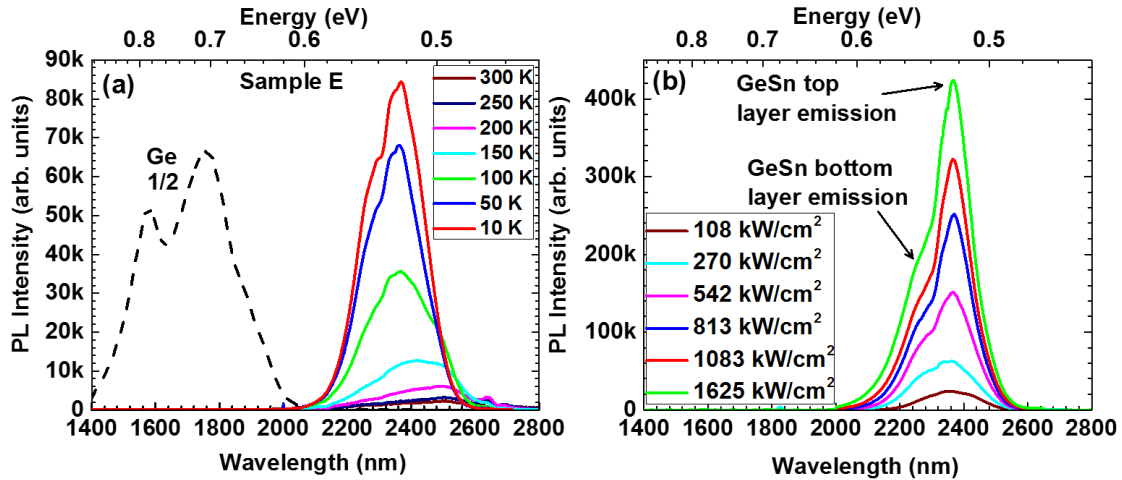 Energy (eV)
0.8 0.7 0.6 0.5
90k
80k
70k
60k
50k
40k
30k
20k
10k
0
PL Intensity (arb. units)
(a)
Sample E
Ge
1/2
300 K
250 K
200 K
150 K
100 K
50 K
10 K
1400 1600 1800 2000 2200 2400 2600 2800
Wavelength (nm)
Energy (eV)
0.8 0.7 0.6 0.5
400k
300k
200k
100k
0
PL Intensity (arb. units)
(b)
GeSn top
layer emission
GeSn bottom
layer emission
108 kW/cm²
270 kW/cm²
542 kW/cm²
813 kW/cm²
1083 kW/cm²
1625 kW/cm²
1400 1600 1800 2000 2200 2400 2600 2800
Wavelength (nm)